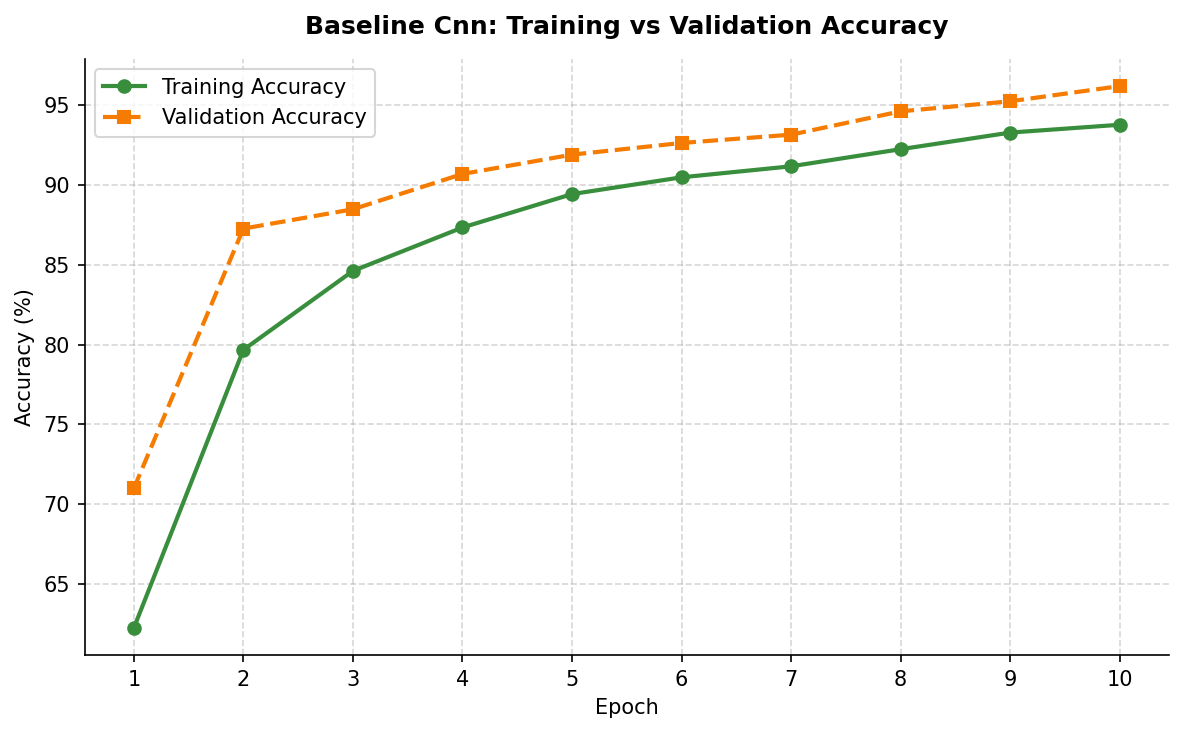 Baseline Cnn: Training vs Validation Accuracy
Training Accuracy
Validation Accuracy
Accuracy (%)
95
90
85
80
75
70
65
1 2 3 4 5 6 7 8 9 10
Epoch